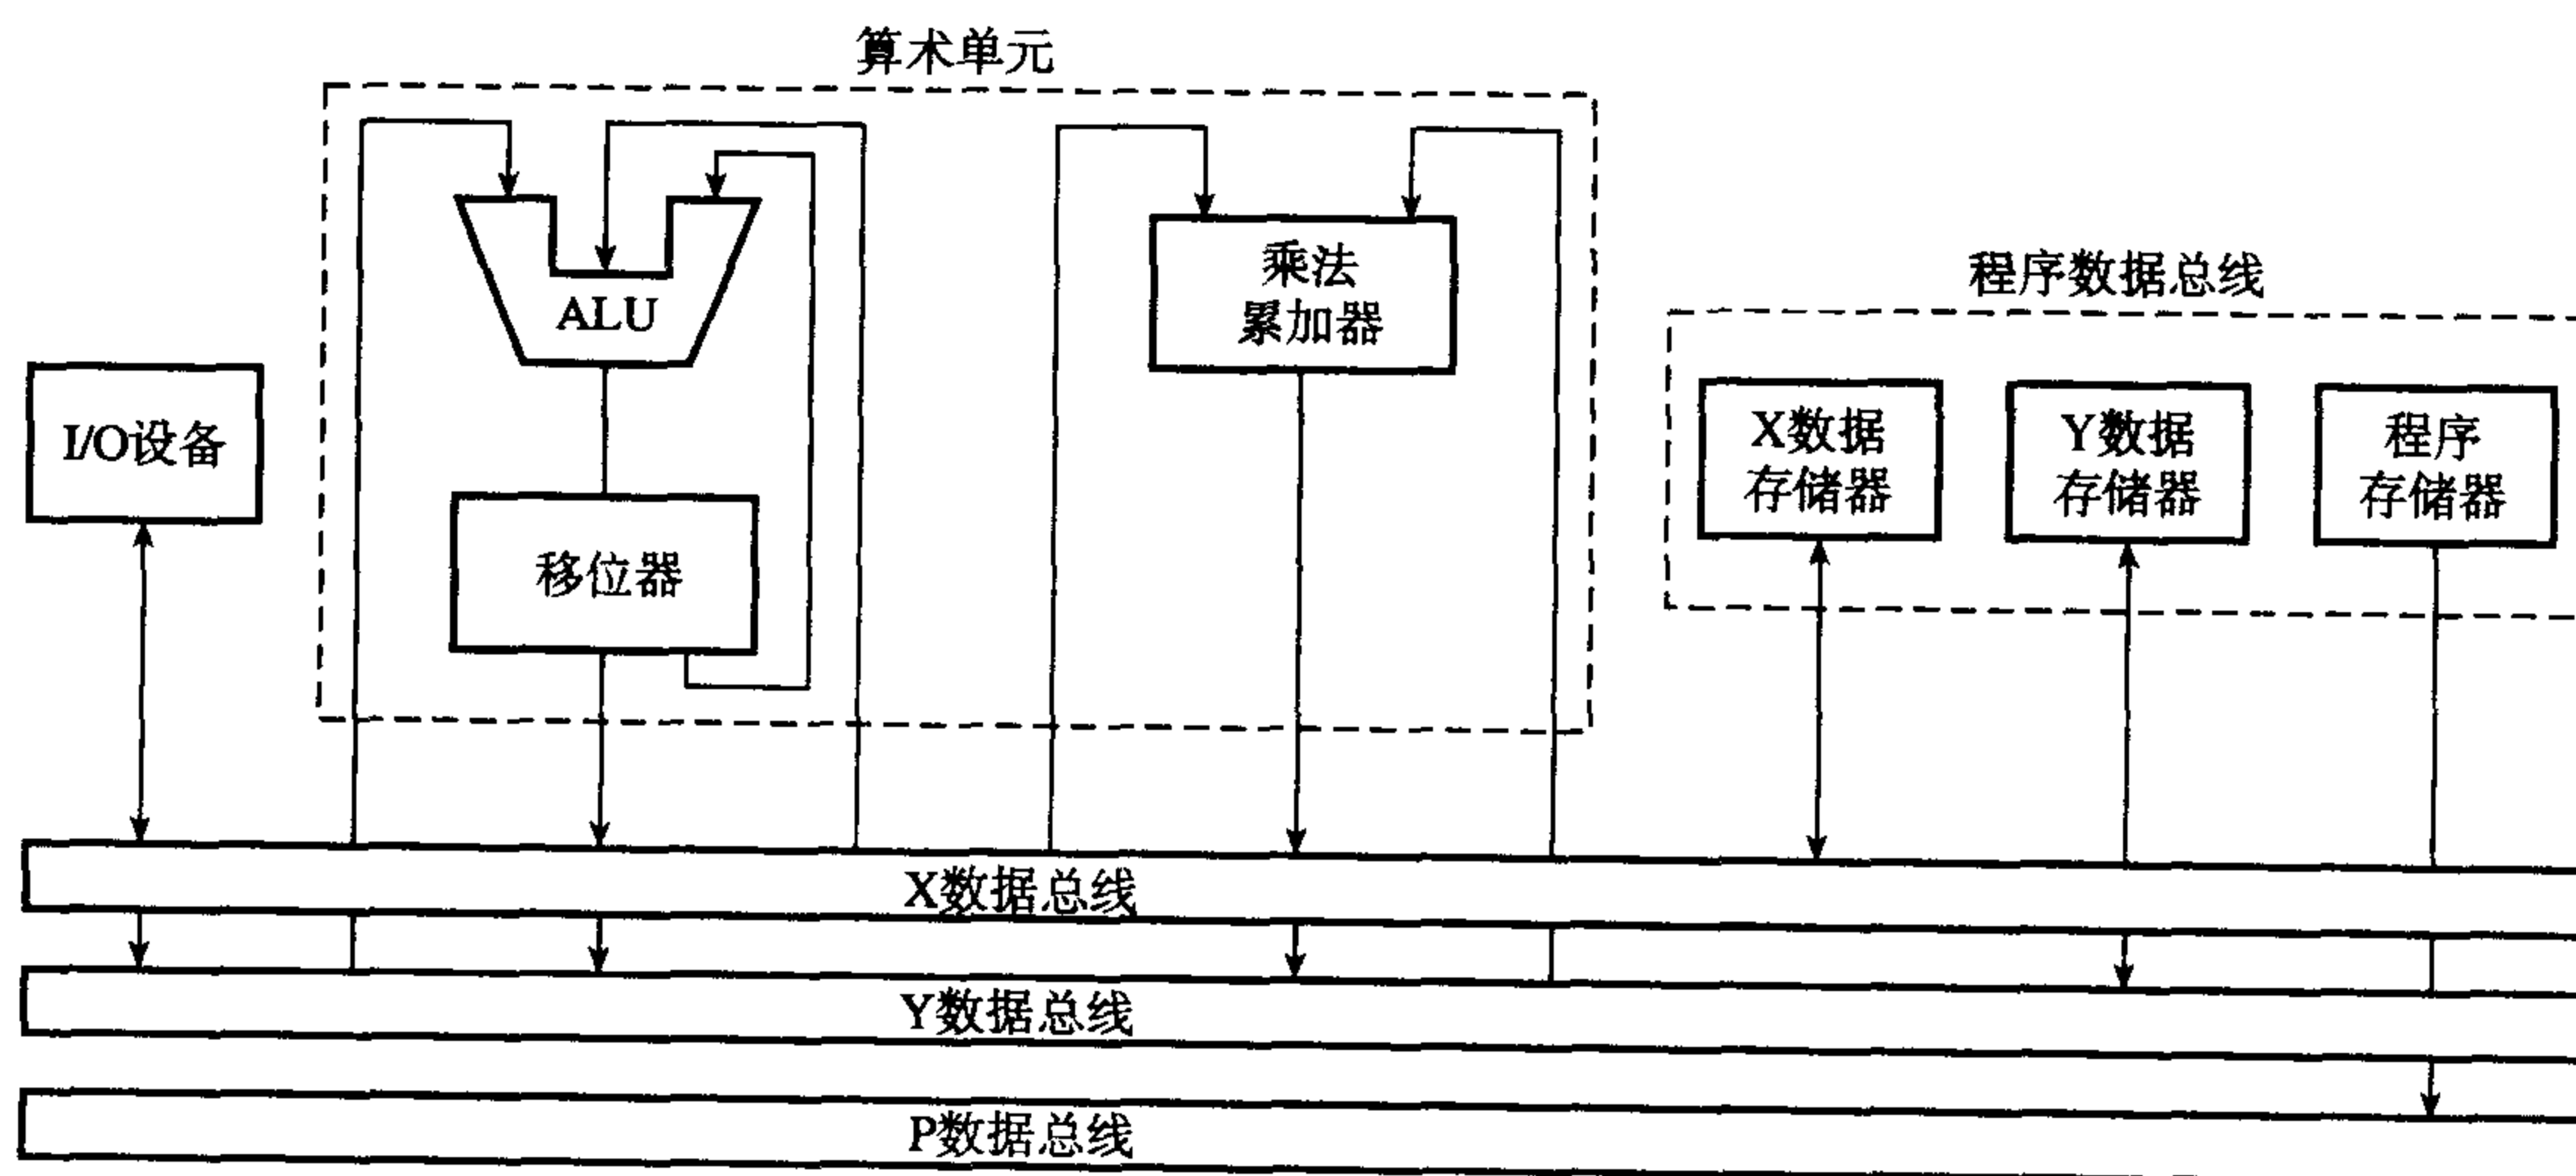 算术单元
ALU
乘法
累加器
程序数据总线
I/O设备
移位器
X数据
存储器
Y数据
存储器
程序
存储器
X数据总线
Y数据总线
P数据总线